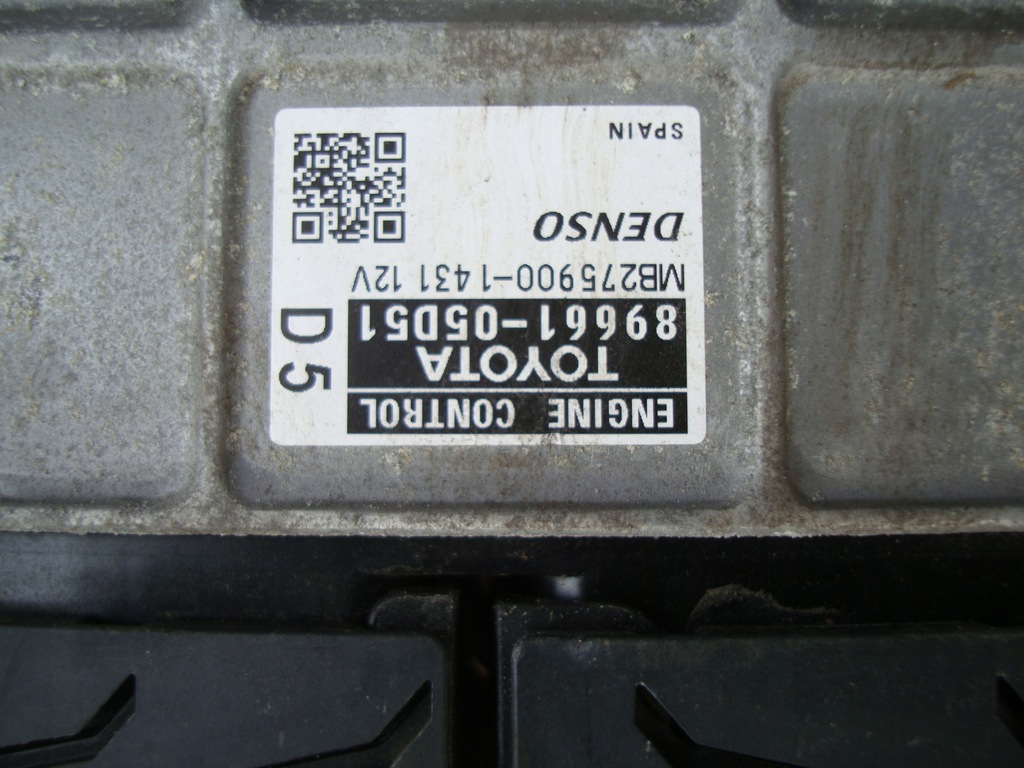 ENGINE CONTROL
TOYOTA
89661-05D51
MB275900-1431 12V
DENSO
SPAIN
D5